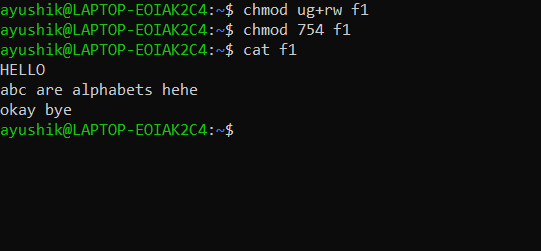 ayushik@LAPTOP-EOIAK2C4:~$ chmod ug+rw f1
ayushik@LAPTOP-EOIAK2C4:~$ chmod 754 f1
ayushik@LAPTOP-EOIAK2C4:~$ cat f1
HELLO
abc are alphabets hehe
okay bye
ayushik@LAPTOP-EOIAK2C4:~$